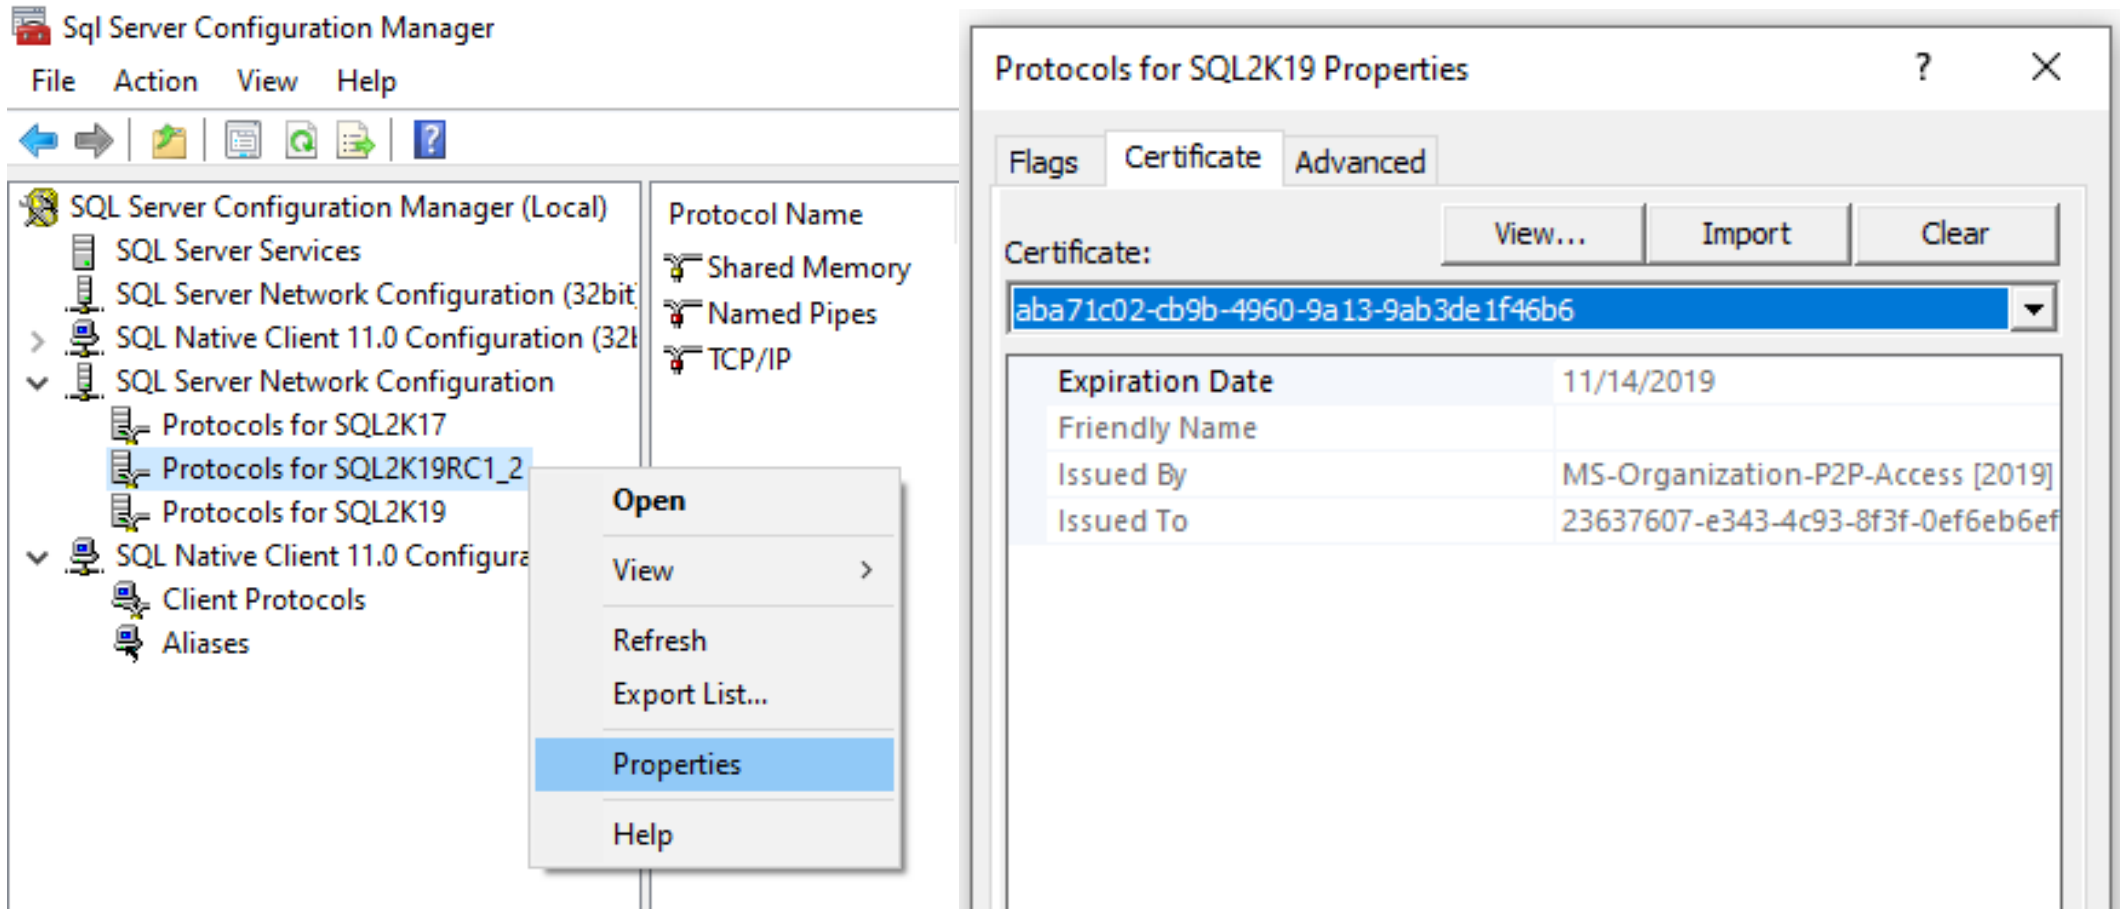 Sql Server Configuration Manager
File Action View Help
SQL Server Configuration Manager (Local)
SQL Server Services
SQL Server Network Configuration (32bit
SQL Native Client 11.0 Configuration (32b
SQL Server Network Configuration
Protocols for SQL2K17
Protocols for SQL2K19RC1_2
Protocols for SQL2K19
SQL Native Client 11.0 Configura
Client Protocols
Aliases
Protocol Name
Shared Memory
Named Pipes
TCP/IP
Open
View
Refresh
Export List...
Properties
Help
Protocols for SQL2K19 Properties
?
Flags Certificate Advanced
View... Import Clear
Certificate:
aba71c02-cb9b-4960-9a13-9ab3de1f46b6
Expiration Date 11/14/2019
Friendly Name
Issued By MS-Organization-P2P-Access [2019]
Issued To 23637607-e343-4c93-8f3f-0ef6eb6ef